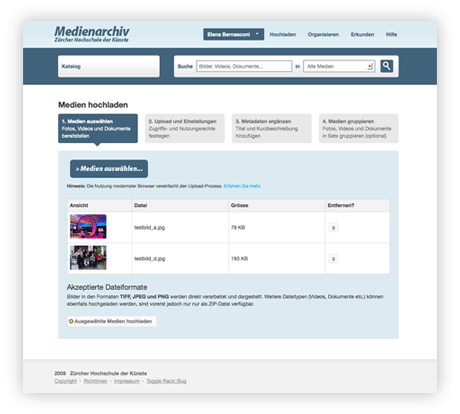 Medienarchiv
Zürcher Hochschule der Künste
Elena Bernasconi Hochladen Organisieren Erkunden Hilfe
Katalog
Suche Bilder, Videos, Dokumente... in Alle Medien
Medien hochladen
1. Medien auswählen
Fotos, Videos und Dokumente
bereitstellen
2. Upload und Einstellungen
Zugriffs- und Nutzungsrechte
festlegen
3. Metadaten ergänzen
Titel und Kurzbeschreibung
hinzufügen
4. Medien gruppieren
Fotos, Videos und Dokumente
in Sets gruppieren (optional)
» Medien auswählen...
Hinweis: Die Nutzung modernster Browser vereinfacht den Upload-Prozess. Erfahren Sie mehr.
Ansicht Datei Grösse Entfernen?
testbild_a.jpg 79 KB
testbild_d.jpg 193 KB
Akzeptierte Dateiformate
Bilder in den Formaten TIFF, JPEG und PNG werden direkt verarbeitet und dargestellt. Weitere Dateitypen (Videos, Dokumente etc.) können
ebenfalls hochgeladen werden, sind vorerst jedoch nur als ZIP-Datei verfügbar.
Ausgewählte Medien hochladen
2009 Zürcher Hochschule der Künste
Copyright - Richtlinien - Impressum - Toggle Rack::Bug